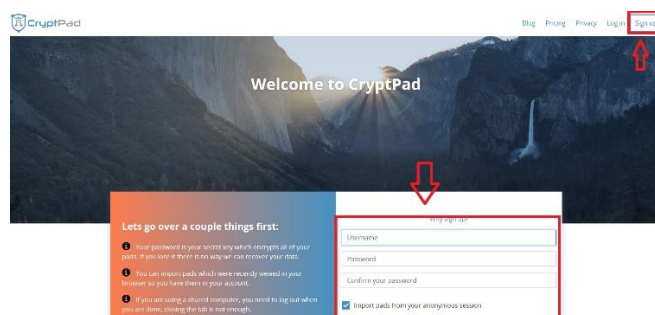 CryptPad
Blog Pricing Privacy Log in Sign up
Welcome to CryptPad
Lets go over a couple things first:
Your password is your secret key which encrypts all of your
pads. If you lose it there is no way we can recover your data.
You can import pads which were recently viewed in your
browser so you have them in your account.
If you are using a shared computer, you need to log out when
you are done, closing the tab is not enough.
Why sign up?
Username
Password
Confirm your password
Import pads from your anonymous session